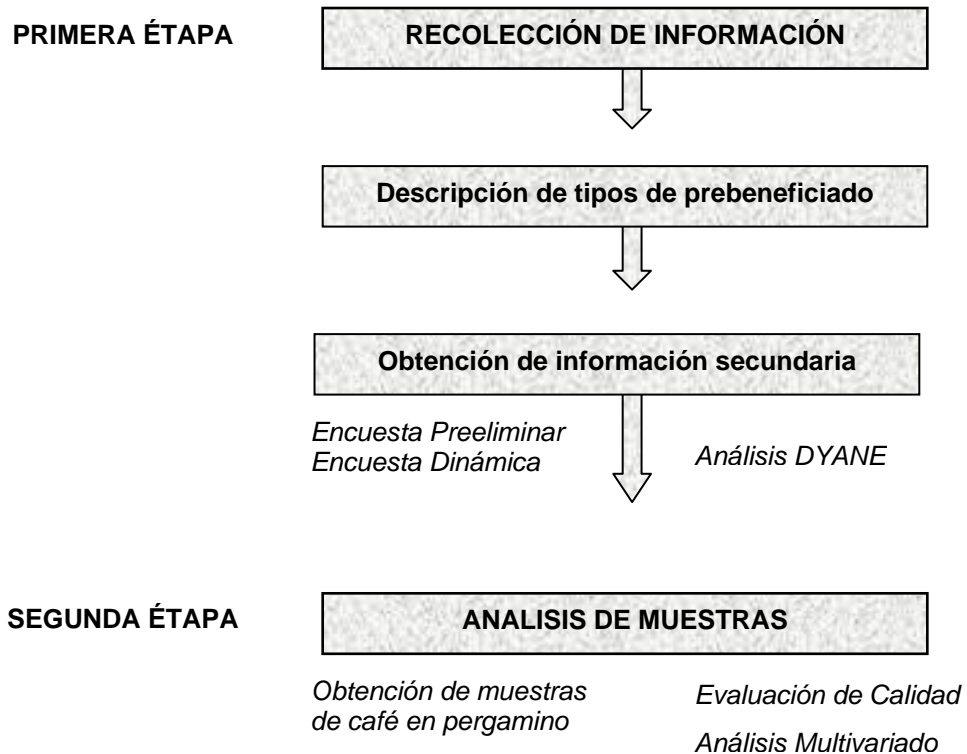 PRIMERA ÉTAPA
RECOLECCIÓN DE INFORMACIÓN
Descripción de tipos de prebeneficiado
Obtención de información secundaria
Encuesta Preeliminar
Encuesta Dinámica
Análisis DYANE
SEGUNDA ÉTAPA
ANALISIS DE MUESTRAS
Obtención de muestras
de café en pergamino
Evaluación de Calidad
Análisis Multivariado